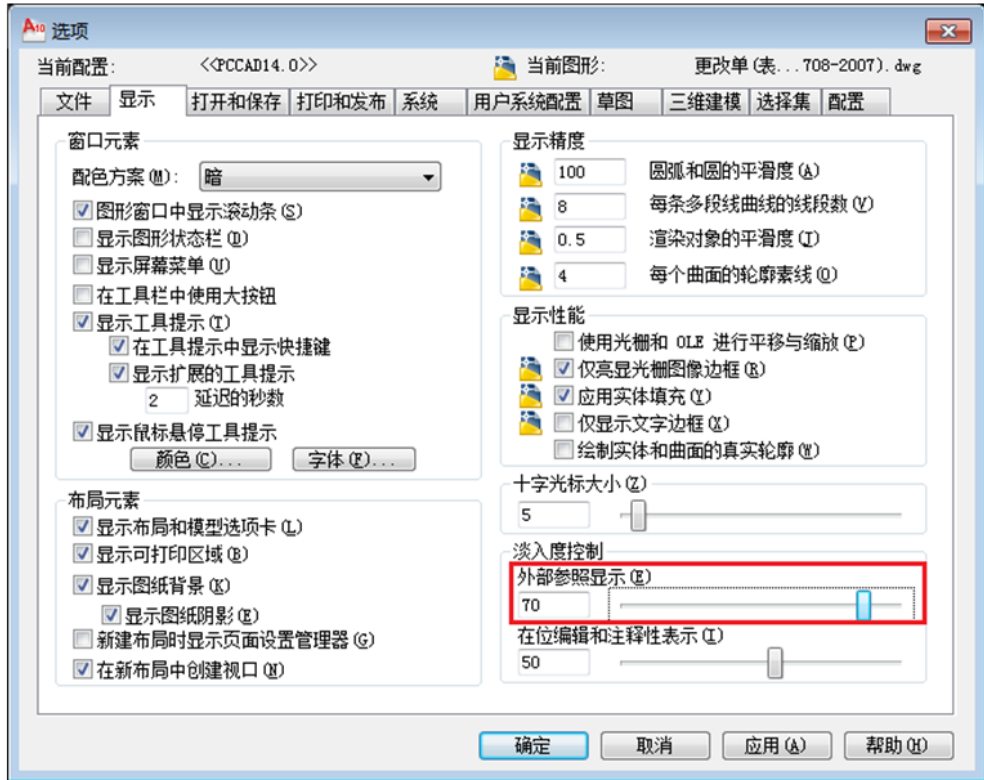 A10 选项
当前配置: <<PCCAD14.0>> 当前图形: 更改单(表...708-2007).dwg
文件 显示 打开和保存 打印和发布 系统 用户系统配置 草图 三维建模 选择集 配置
窗口元素
配色方案(M): 暗
图形窗口中显示滚动条(S)
显示图形状态栏(D)
显示屏幕菜单(U)
在工具栏中使用大按钮
显示工具提示(T)
在工具提示中显示快捷键
显示扩展的工具提示
2 延迟的秒数
显示鼠标悬停工具提示
颜色(C)... 字体(F)...
布局元素
显示布局和模型选项卡(L)
显示可打印区域(B)
显示图纸背景(K)
显示图纸阴影(E)
新建布局时显示页面设置管理器(G)
在新布局中创建视口(N)
显示精度
100 圆弧和圆的平滑度(A)
8 每条多段线曲线的线段数(V)
0.5 渲染对象的平滑度(J)
4 每个曲面的轮廓素线(O)
显示性能
使用光栅和 OLE 进行平移与缩放(P)
仅亮显光栅图像边框(R)
应用实体填充(Y)
仅显示文字边框(X)
绘制实体和曲面的真实轮廓(W)
十字光标大小(Z)
5
淡入度控制
外部参照显示(E)
70
在位编辑和注释性表示(I)
50
确定 取消 应用(A) 帮助(H)